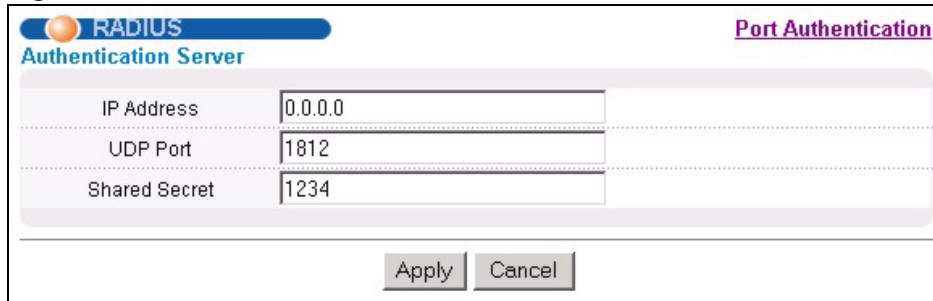 RADIUS
Port Authentication
Authentication Server
IP Address 0.0.0.0
UDP Port 1812
Shared Secret 1234
Apply Cancel